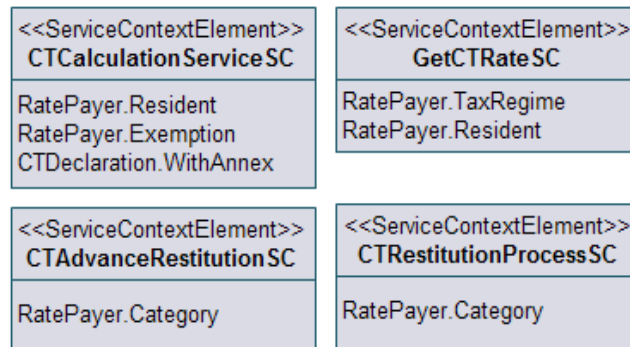 <<ServiceContextElement>>
CTCalculationServiceSC
RatePayer.Resident
RatePayer.Exemption
CTDeclaration.WithAnnex
<<ServiceContextElement>>
GetCTRateSC
RatePayer.TaxRegime
RatePayer.Resident
<<ServiceContextElement>>
CTAdvanceRestitutionSC
RatePayer.Category
<<ServiceContextElement>>
CTRestitutionProcessSC
RatePayer.Category